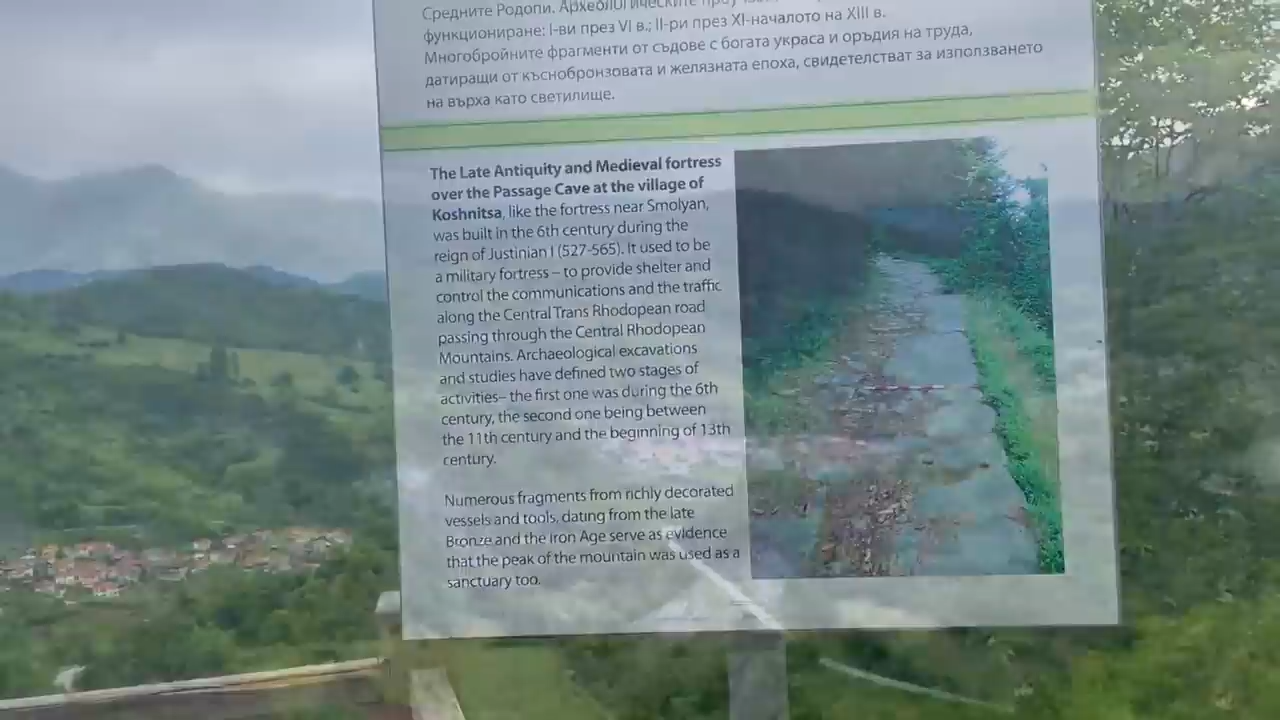 Средните Родопи. Археологическите
функциониране: I-ви през VI в.; II-ри през XI-началото на XIII в.
Многобройните фрагменти от съдове с богата украса и оръдия на труда,
датиращи от къснобронзовата и желязната епоха, свидетелстват за използването
на върха като светилище.
The Late Antiquity and Medieval fortress
over the Passage Cave at the village of
Koshnitsa, like the fortress near Smolyan,
was built in the 6th century during the
reign of Justinian I (527-565). It used to be
a military fortress – to provide shelter and
control the communications and the traffic
along the Central Trans Rhodopean road
passing through the Central Rhodopean
Mountains. Archaeological excavations
and studies have defined two stages of
activities– the first one was during the 6th
century, the second one being between
the 11th century and the beginning of 13th
century.
Numerous fragments from richly decorated
vessels and tools, dating from the late
Bronze and the Iron Age serve as evidence
that the peak of the mountain was used as a
sanctuary too.